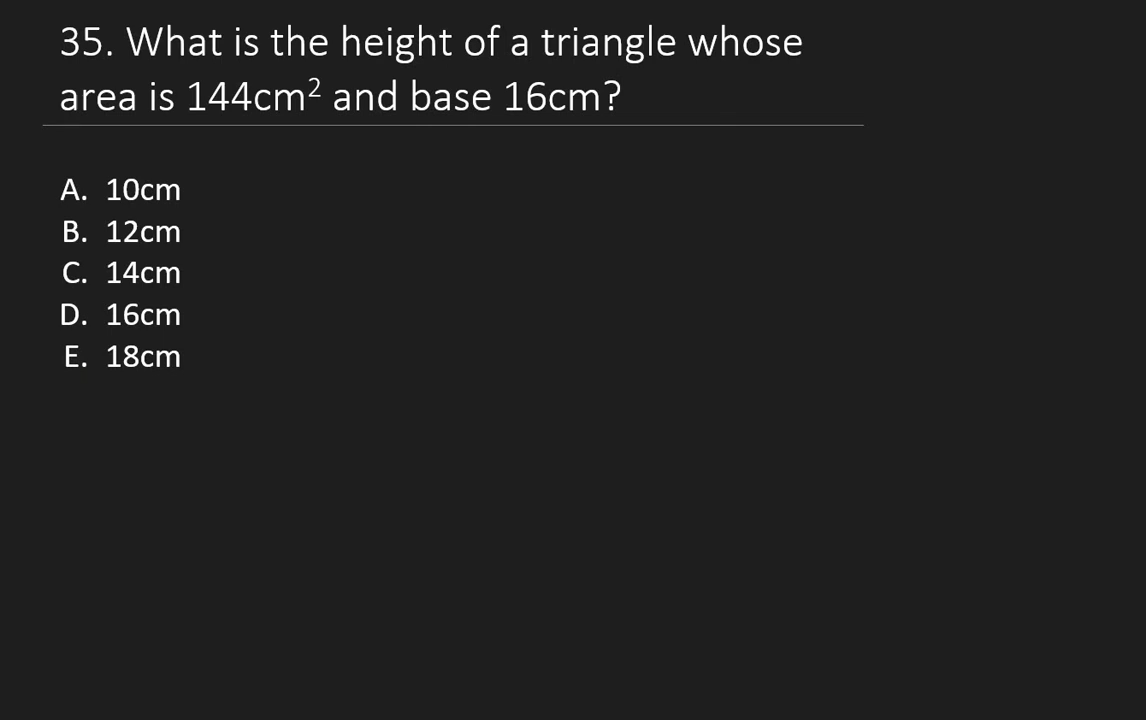 35. What is the height of a triangle whose
area is 144cm² and base 16cm?
A. 10cm
B. 12cm
C. 14cm
D. 16cm
E. 18cm